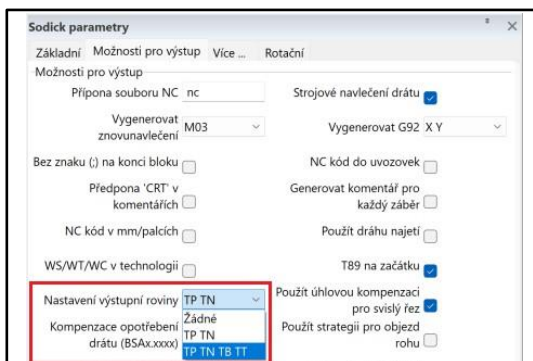 Sodick parametry
Základní Možnosti pro výstup Více ... Rotační
Možnosti pro výstup
Přípona souboru NC nc Strojové navlečení drátu
Vygenerovat znovunavlečení M03 Vygenerovat G92 X Y
Bez znaku (;) na konci bloku NC kód do uvozovek
Předpona 'CRT' v komentářích Generovat komentář pro každý záběr
NC kód v mm/palcích Použít dráhu najetí
WS/WT/WC v technologii T89 na začátku
Nastavení výstupní roviny TP TN Použít úhlovou kompenzaci pro svislý řez
Žádné
TP TN
TP TN TB TT
Kompenzace opotřebení drátu (BSAx.xxxx) Použít strategii pro objezd rohu